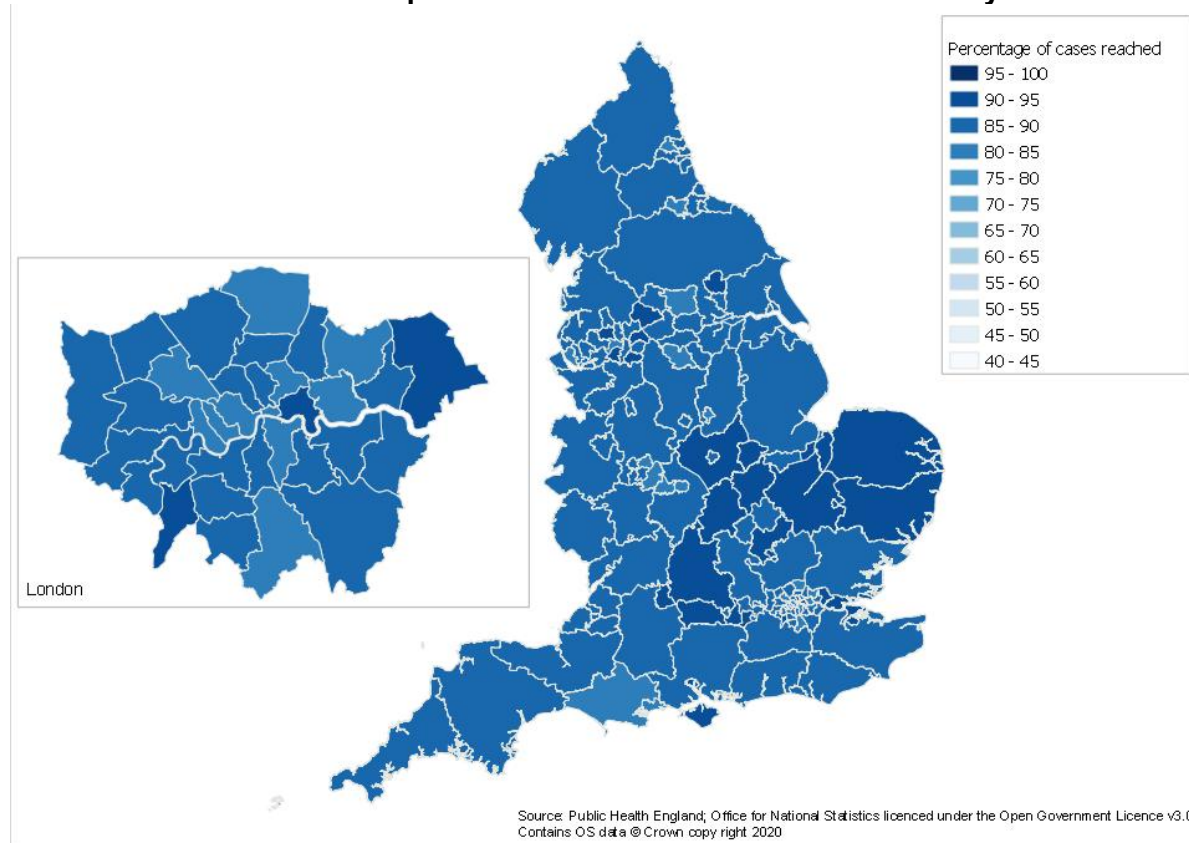 Percentage of cases reached
95 - 100
90 - 95
85 - 90
80 - 85
75 - 80
70 - 75
65 - 70
60 - 65
55 - 60
50 - 55
45 - 50
40 - 45
London
Source: Public Health England; Office for National Statistics licenced under the Open Government Licence v3.0
Contains OS data © Crown copy right 2020